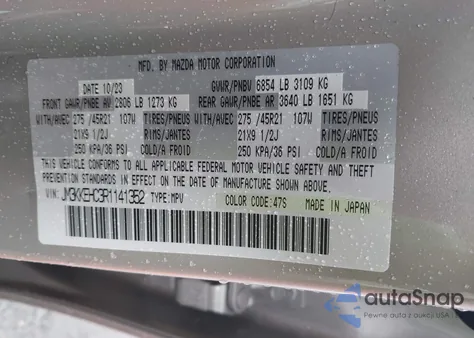 MFD. BY MAZDA MOTOR CORPORATION
DATE 10/23 GVWR/PNBV 6854 LB 3109 KG
FRONT GAWR/PNBE AV 2806 LB 1273 KG REAR GAWR/PNBE AR 3640 LB 1651 KG
WITH/AVEC 275 /45R21 107W TIRES/PNEUS WITH/AVEC 275 /45R21 107W TIRES/PNEUS
21X9 1/2J RIMS/JANTES 21X9 1/2J RIMS/JANTES
250 KPA/36 PSI COLD/A FROID 250 KPA/36 PSI COLD/A FROID
THIS VEHICLE CONFORMS TO ALL APPLICABLE FEDERAL MOTOR VEHICLE SAFETY AND THEFT
PREVENTION STANDARDS IN EFFECT ON THE DATE OF MANUFACTURE SHOWN ABOVE.
VIN: JM3KKEHC3R1141352 TYPE:MPV COLOR CODE:47S MADE IN JAPAN
autoSnap
Pewne auta z aukcji USA